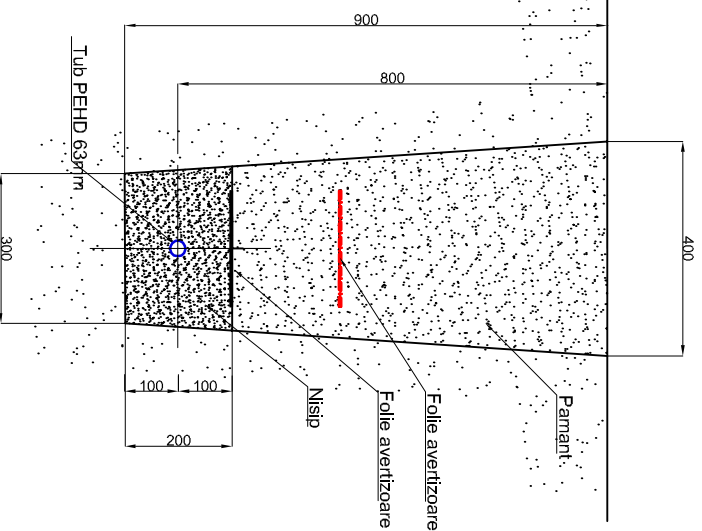 900
800
Tub PEHD 63mm
300
400
100
100
200
Nisip
Folie avertizoare
Folie avertizoare
Pamant